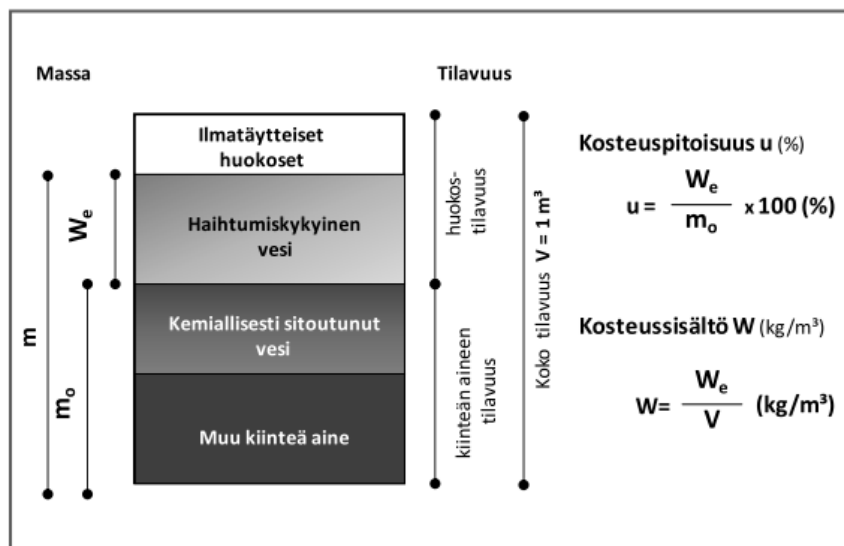 Massa
Tilavuus
Ilmatäytteiset
huokoset
Haihtumiskykyinen
vesi
Kemiallisesti sitoutunut
vesi
Muu kiinteä aine
m
Wₑ
mₒ
huokos-
tilavuus
kiinteän aineen
tilavuus
Koko tilavuus V = 1 m³
Kosteuspitoisuus u (%)
u = Wₑ / mₒ x 100 (%)
Kosteussisältö W (kg/m³)
W= Wₑ / V (kg/m³)